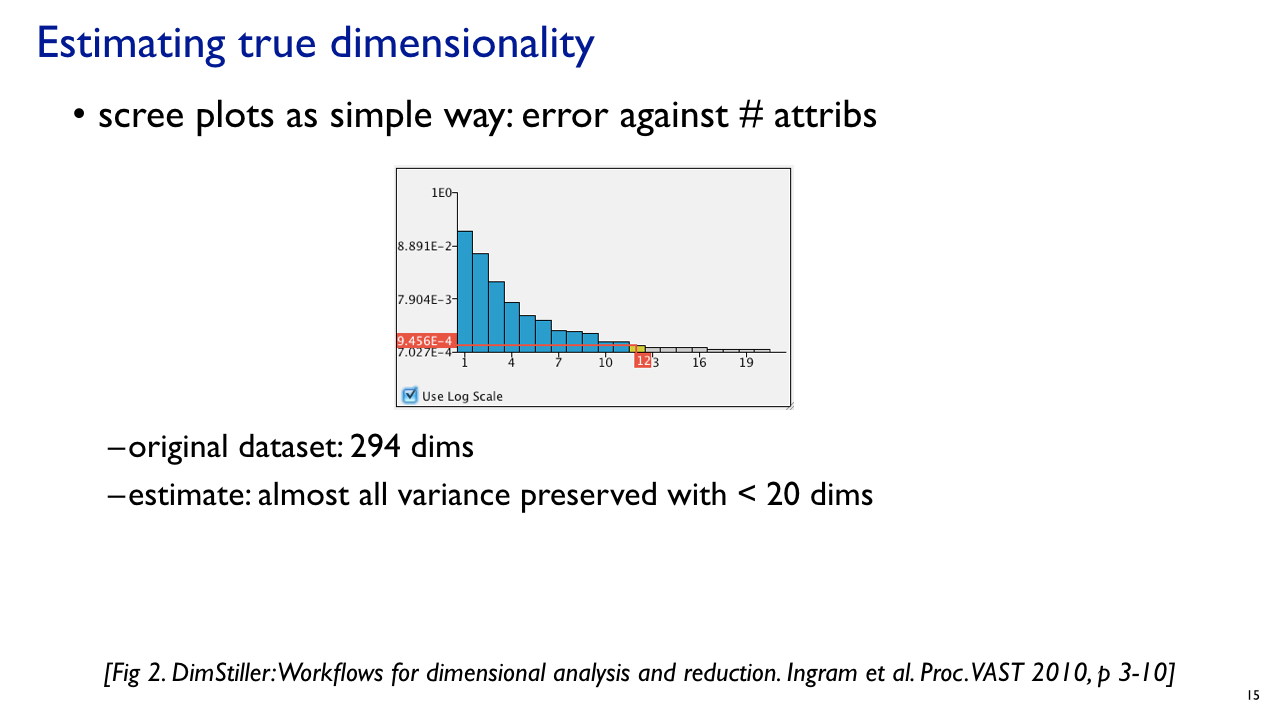 Estimating true dimensionality
• scree plots as simple way: error against # attribs
1E0
8.891E-2
7.904E-3
9.456E-4
7.027E-4
1 4 7 10 12 3 16 19
Use Log Scale
–original dataset: 294 dims
–estimate: almost all variance preserved with < 20 dims
[Fig 2. DimStiller: Workflows for dimensional analysis and reduction. Ingram et al. Proc. VAST 2010, p 3-10]
15